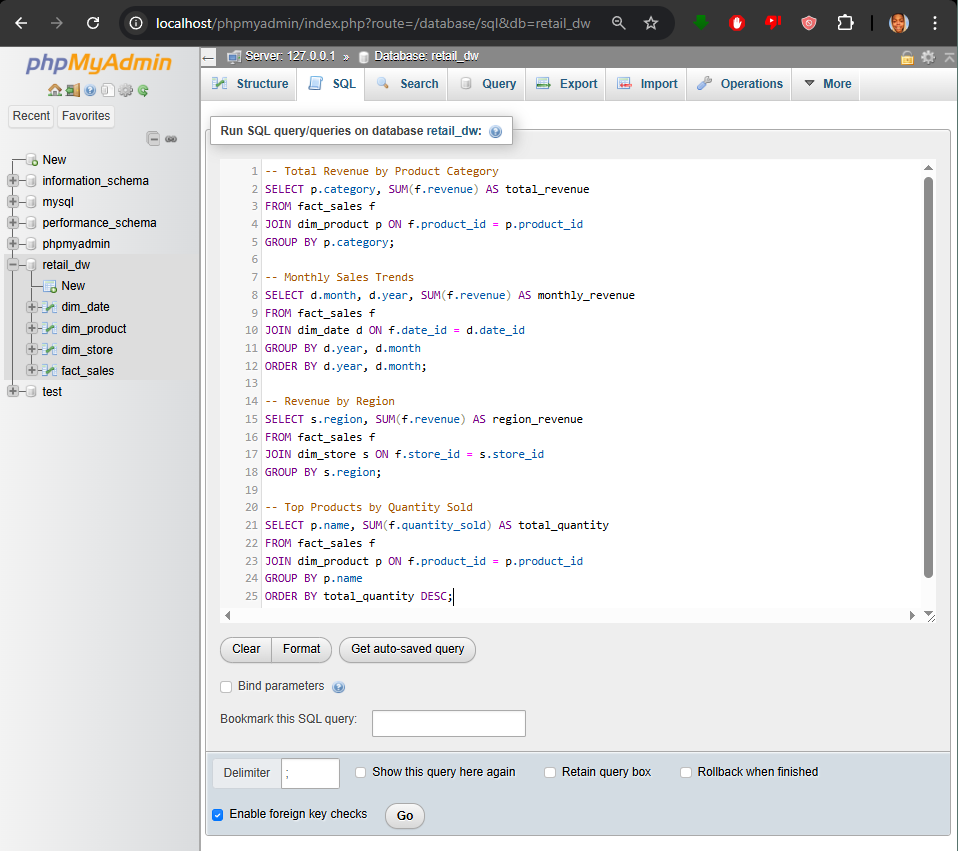 localhost/phpmyadmin/index.php?route=/database/sql&db=retail_dw
phpMyAdmin
Recent
Favorites
New
information_schema
mysql
performance_schema
phpmyadmin
retail_dw
New
dim_date
dim_product
dim_store
fact_sales
test
Server: 127.0.0.1 » Database: retail_dw
Structure
SQL
Search
Query
Export
Import
Operations
More
Run SQL query/queries on database retail_dw:
1 -- Total Revenue by Product Category
2 SELECT p.category, SUM(f.revenue) AS total_revenue
3 FROM fact_sales f
4 JOIN dim_product p ON f.product_id = p.product_id
5 GROUP BY p.category;
6
7 -- Monthly Sales Trends
8 SELECT d.month, d.year, SUM(f.revenue) AS monthly_revenue
9 FROM fact_sales f
10 JOIN dim_date d ON f.date_id = d.date_id
11 GROUP BY d.year, d.month
12 ORDER BY d.year, d.month;
13
14 -- Revenue by Region
15 SELECT s.region, SUM(f.revenue) AS region_revenue
16 FROM fact_sales f
17 JOIN dim_store s ON f.store_id = s.store_id
18 GROUP BY s.region;
19
20 -- Top Products by Quantity Sold
21 SELECT p.name, SUM(f.quantity_sold) AS total_quantity
22 FROM fact_sales f
23 JOIN dim_product p ON f.product_id = p.product_id
24 GROUP BY p.name
25 ORDER BY total_quantity DESC;
Clear
Format
Get auto-saved query
Bind parameters
Bookmark this SQL query:
Delimiter ;
Show this query here again
Retain query box
Rollback when finished
Enable foreign key checks
Go